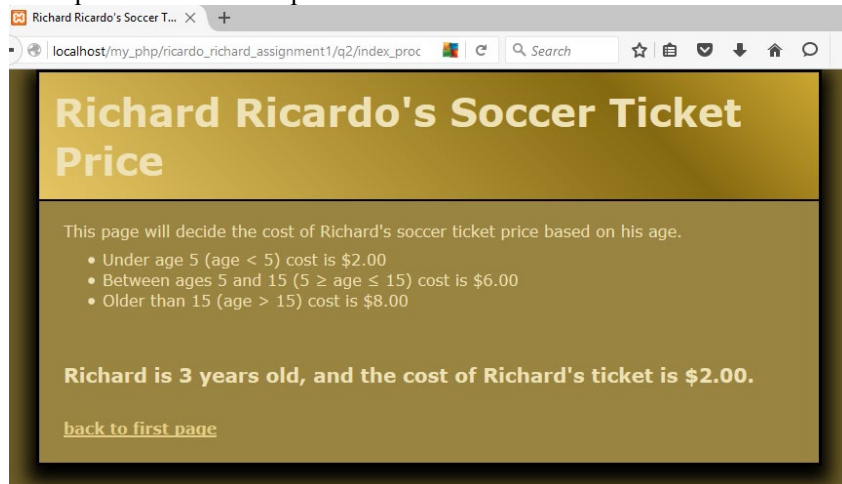 Richard Ricardo's Soccer T...
localhost/my_php/ricardo_richard_assignment1/q2/index_proc
Search
Richard Ricardo's Soccer Ticket
Price
This page will decide the cost of Richard's soccer ticket price based on his age.
• Under age 5 (age < 5) cost is $2.00
• Between ages 5 and 15 (5 ≥ age ≤ 15) cost is $6.00
• Older than 15 (age > 15) cost is $8.00
Richard is 3 years old, and the cost of Richard's ticket is $2.00.
back to first page